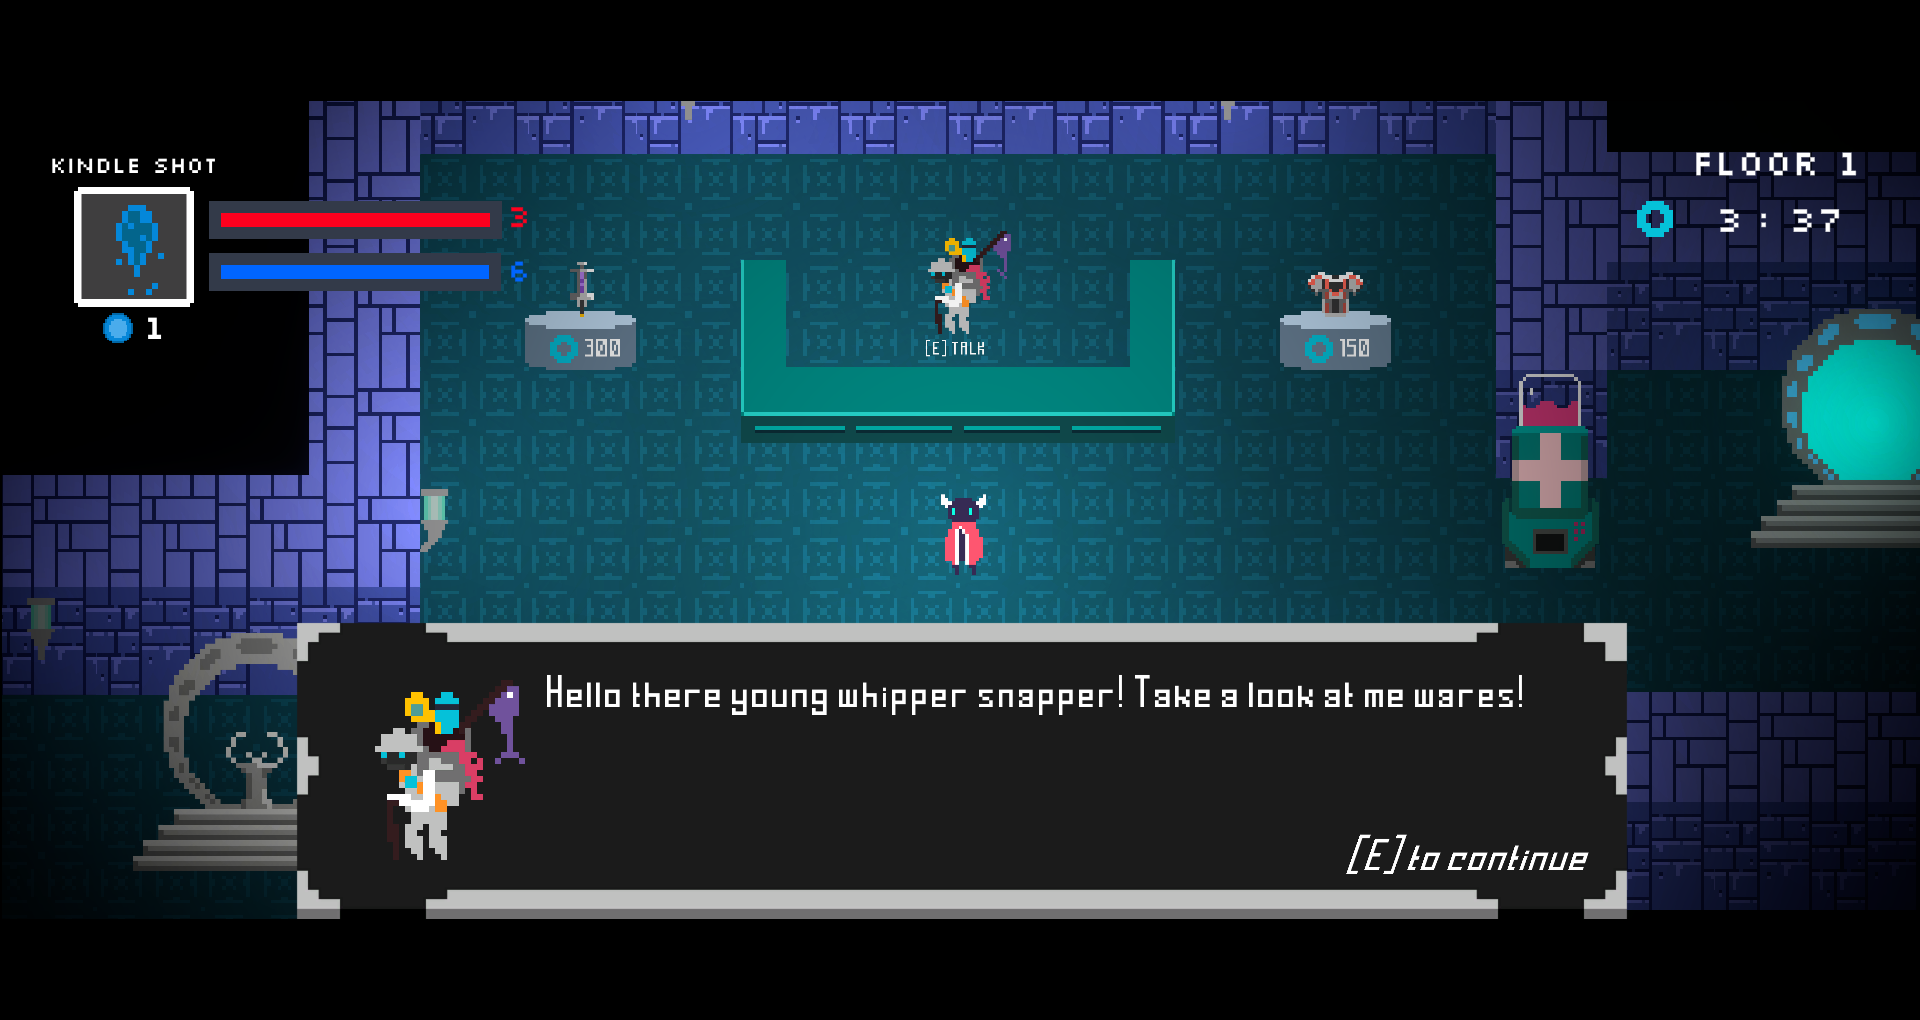 KINDLE SHOT
3
6
1
FLOOR 1
3:37
300
[E] TALK
150
Hello there young whipper snapper! Take a look at me wares!
[E] to continue